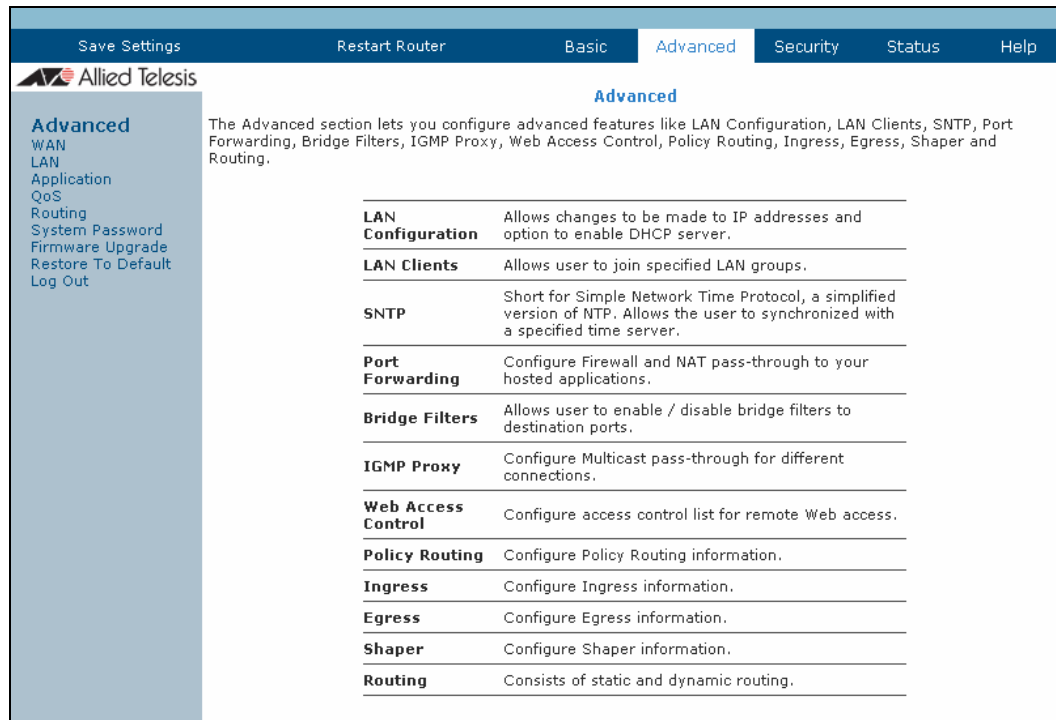 Save Settings
Restart Router
Basic
Advanced
Security
Status
Help
Allied Telesis
Advanced
WAN
LAN
Application
QoS
Routing
System Password
Firmware Upgrade
Restore To Default
Log Out
Advanced
The Advanced section lets you configure advanced features like LAN Configuration, LAN Clients, SNTP, Port
Forwarding, Bridge Filters, IGMP Proxy, Web Access Control, Policy Routing, Ingress, Egress, Shaper and
Routing.
LAN
Configuration
Allows changes to be made to IP addresses and
option to enable DHCP server.
LAN Clients
Allows user to join specified LAN groups.
SNTP
Short for Simple Network Time Protocol, a simplified
version of NTP. Allows the user to synchronized with
a specified time server.
Port
Forwarding
Configure Firewall and NAT pass-through to your
hosted applications.
Bridge Filters
Allows user to enable / disable bridge filters to
destination ports.
IGMP Proxy
Configure Multicast pass-through for different
connections.
Web Access
Control
Configure access control list for remote Web access.
Policy Routing
Configure Policy Routing information.
Ingress
Configure Ingress information.
Egress
Configure Egress information.
Shaper
Configure Shaper information.
Routing
Consists of static and dynamic routing.